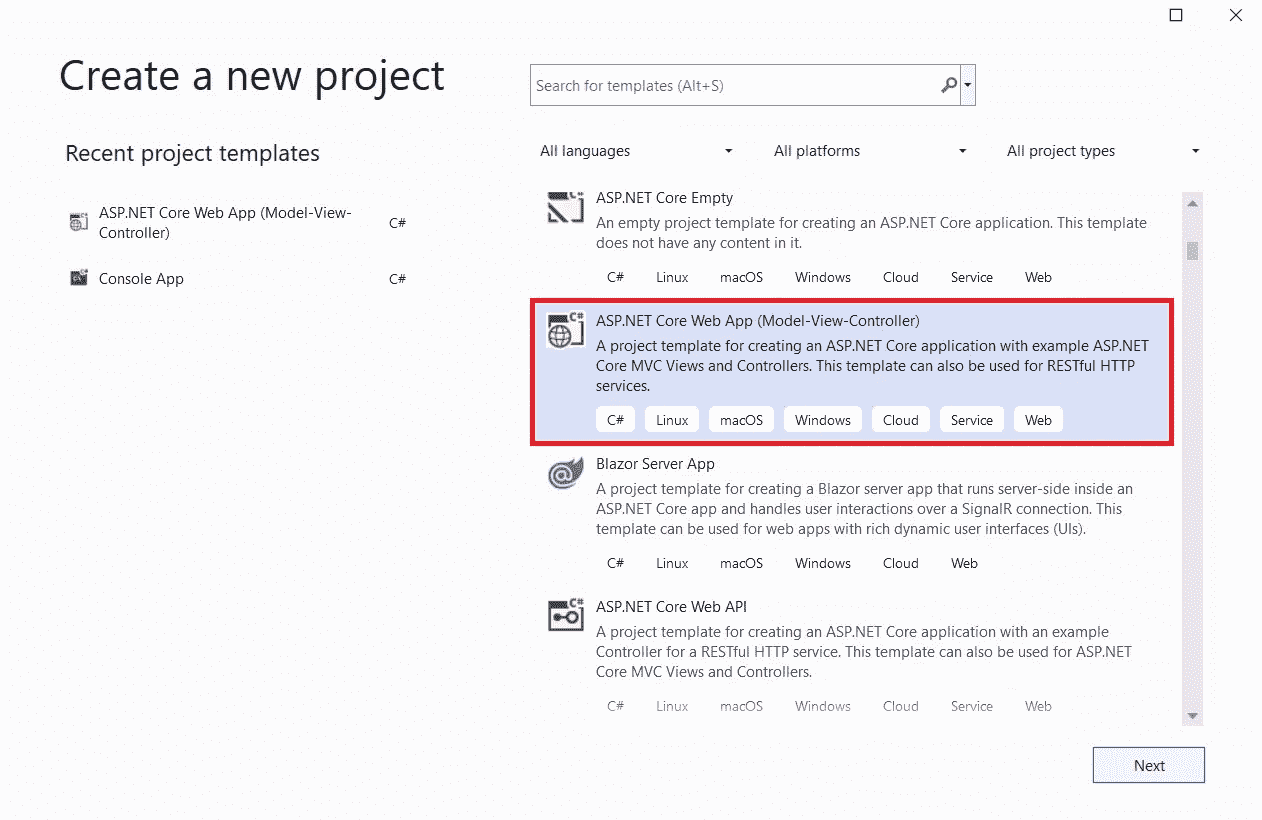 Create a new project
Search for templates (Alt+S)
Recent project templates
ASP.NET Core Web App (Model-View-
Controller)
C#
Console App
C#
All languages
All platforms
All project types
ASP.NET Core Empty
An empty project template for creating an ASP.NET Core application. This template
does not have any content in it.
C# Linux macOS Windows Cloud Service Web
ASP.NET Core Web App (Model-View-Controller)
A project template for creating an ASP.NET Core application with example ASP.NET
Core MVC Views and Controllers. This template can also be used for RESTful HTTP
services.
C# Linux macOS Windows Cloud Service Web
Blazor Server App
A project template for creating a Blazor server app that runs server-side inside an
ASP.NET Core app and handles user interactions over a SignalR connection. This
template can be used for web apps with rich dynamic user interfaces (UIs).
C# Linux macOS Windows Cloud Web
ASP.NET Core Web API
A project template for creating an ASP.NET Core application with an example
Controller for a RESTful HTTP service. This template can also be used for ASP.NET
Core MVC Views and Controllers.
C# Linux macOS Windows Cloud Service Web
Next